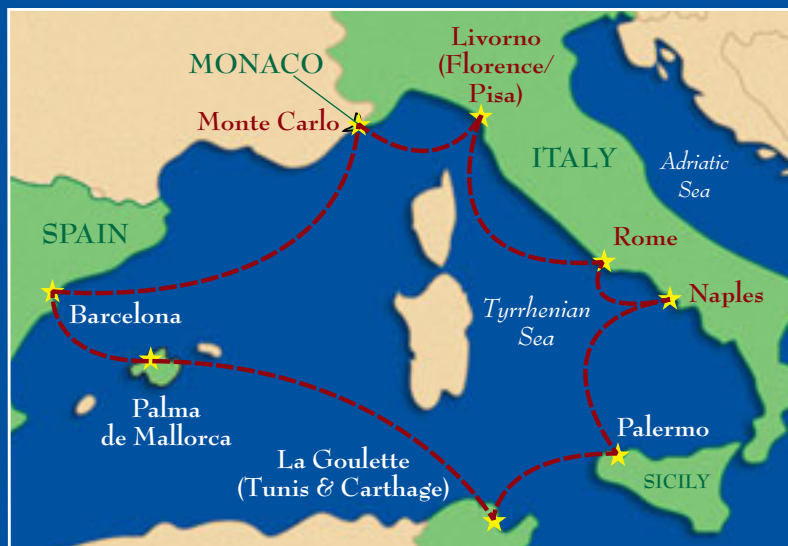 Livorno
(Florence/
Pisa)
MONACO
Monte Carlo
ITALY
Adriatic
Sea
SPAIN
Rome
Naples
Barcelona
Tyrrhenian
Sea
Palma
de Mallorca
Palermo
La Goulette
(Tunis & Carthage)
SICILY